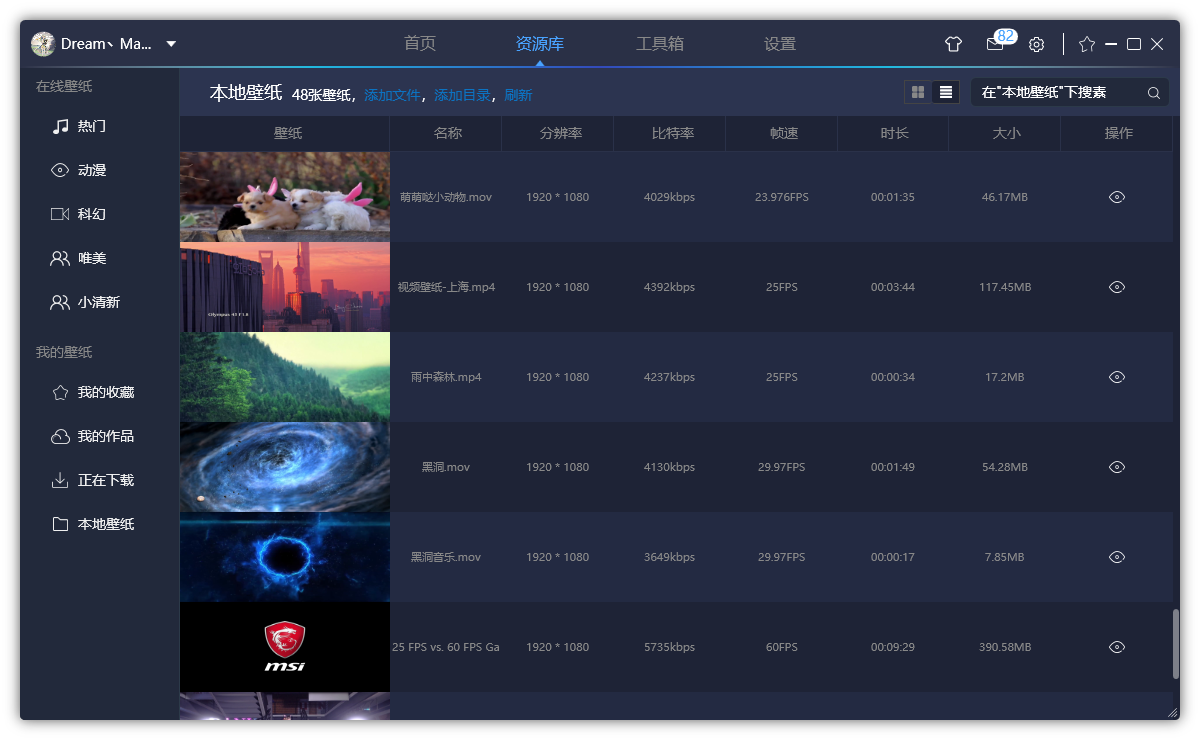 Dream丶Ma... 首页 资源库 工具箱 设置 82
在线壁纸
热门
动漫
科幻
唯美
小清新
我的壁纸
我的收藏
我的作品
正在下载
本地壁纸
本地壁纸 48张壁纸, 添加文件, 添加目录, 刷新 在"本地壁纸"下搜素
壁纸 名称 分辨率 比特率 帧速 时长 大小 操作
萌萌哒小动物.mov 1920 * 1080 4029kbps 23.976FPS 00:01:35 46.17MB
视频壁纸-上海.mp4 1920 * 1080 4392kbps 25FPS 00:03:44 117.45MB
雨中森林.mp4 1920 * 1080 4237kbps 25FPS 00:00:34 17.2MB
黑洞.mov 1920 * 1080 4130kbps 29.97FPS 00:01:49 54.28MB
黑洞音乐.mov 1920 * 1080 3649kbps 29.97FPS 00:00:17 7.85MB
msi 25 FPS vs. 60 FPS Ga 1920 * 1080 5735kbps 60FPS 00:09:29 390.58MB